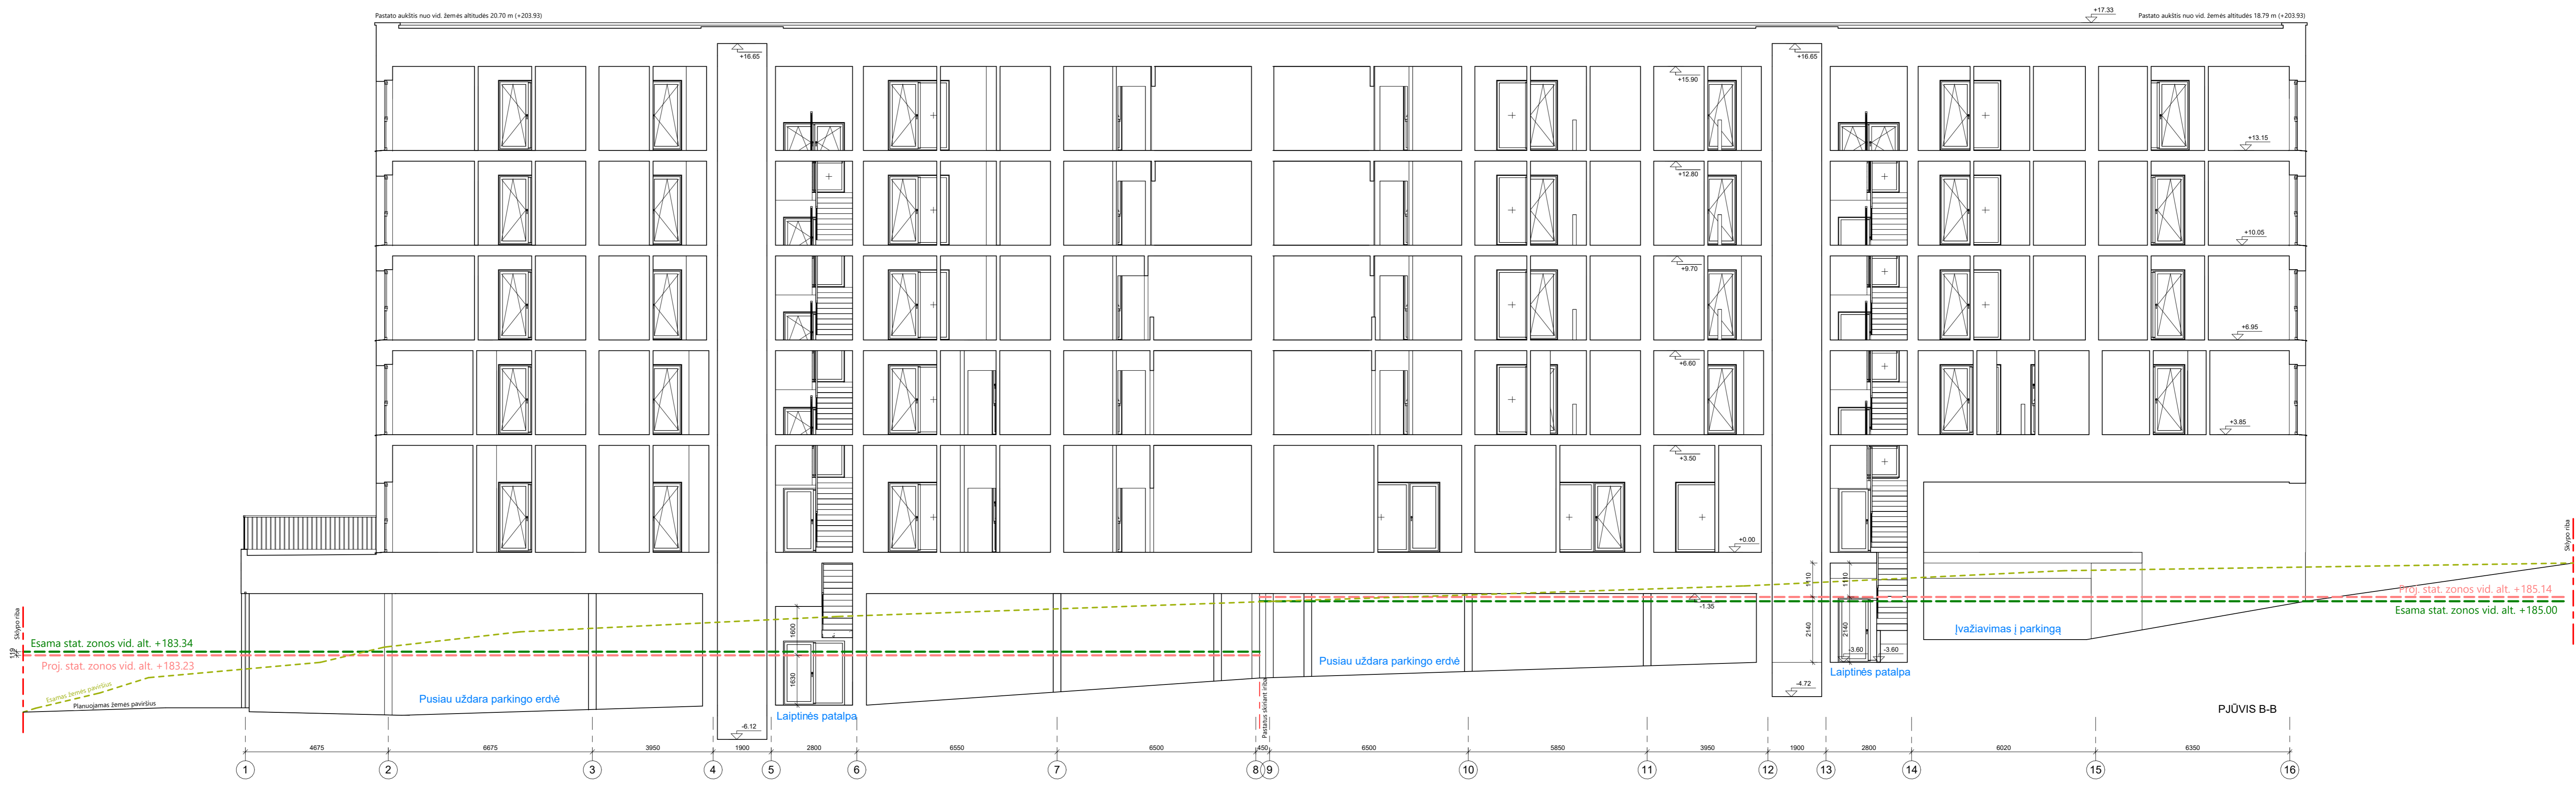 Pastato aukštis nuo vid. žemės altitudės 20.70 m (+203.93)
+17.33
Pastato aukštis nuo vid. žemės altitudės 18.79 m (+203.93)
+16.65
+16.65
+15.90
+13.15
+12.80
+10.05
+9.70
+6.95
+6.60
+3.85
+3.50
+0.00
Sklypo riba
1110
1110
Proj. stat. zonos vid. alt. +185.14
Esama stat. zonos vid. alt. +185.00
-1.35
Sklypo riba
1600
2140
2140
Įvažiavimas į parkingą
Esama stat. zonos vid. alt. +183.34
119
Proj. stat. zonos vid. alt. +183.23
-3.60
-3.60
Pusiau uždara parkingo erdvė
Laiptinės patalpa
1630
Esamas žemės paviršius
Pusiau uždara parkingo erdvė
-4.72
Planuojamas žemės paviršius
Pastatus skiriant iriba
PJŪVIS B-B
Laiptinės patalpa
-6.12
4675 6675 3950 1900 2800 6550 6500 450 6500 5850 3950 1900 2800 6020 6350
1 2 3 4 5 6 7 8 9 10 11 12 13 14 15 16